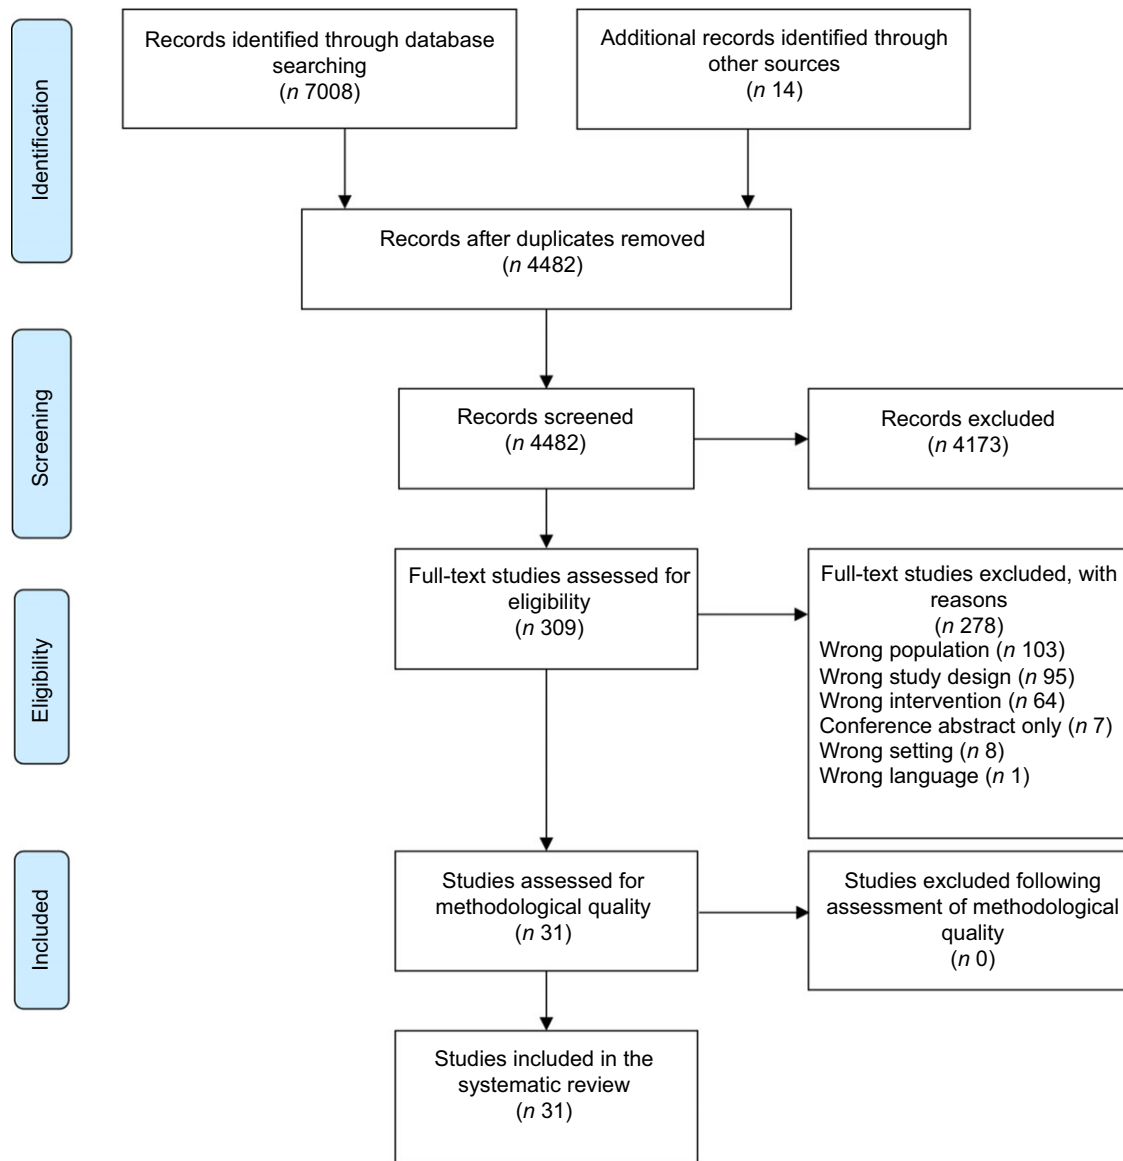 Identification
Records identified through database
searching
(n 7008)
Additional records identified through
other sources
(n 14)
Records after duplicates removed
(n 4482)
Screening
Records screened
(n 4482)
Records excluded
(n 4173)
Eligibility
Full-text studies assessed for
eligibility
(n 309)
Full-text studies excluded, with
reasons
(n 278)
Wrong population (n 103)
Wrong study design (n 95)
Wrong intervention (n 64)
Conference abstract only (n 7)
Wrong setting (n 8)
Wrong language (n 1)
Included
Studies assessed for
methodological quality
(n 31)
Studies excluded following
assessment of methodological
quality
(n 0)
Studies included in the
systematic review
(n 31)